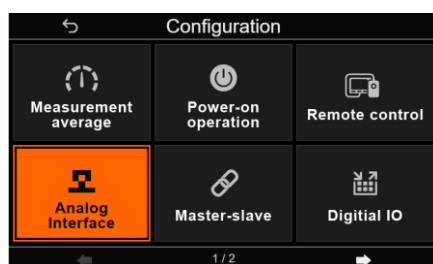 Configuration
Measurement
average
Power-on
operation
Remote control
Analog
Interface
Master-slave
Digitial IO
1/2